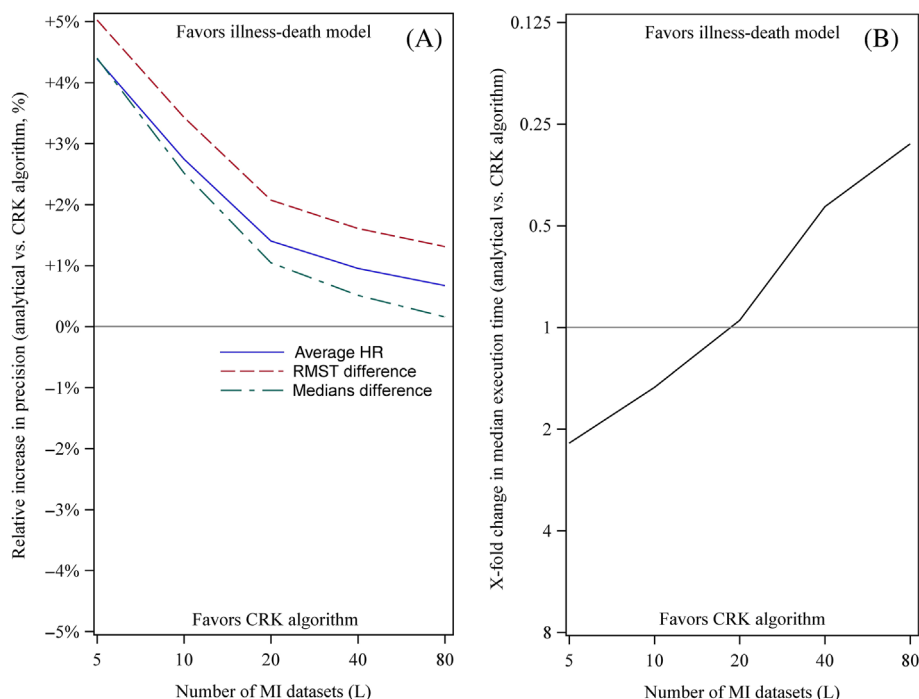 (A)
Favors illness-death model
Relative increase in precision (analytical vs. CRK algorithm, %)
+5%
+4%
+3%
+2%
+1%
0%
−1%
−2%
−3%
−4%
−5%
Average HR
RMST difference
Medians difference
Favors CRK algorithm
5 10 20 40 80
Number of MI datasets (L)
(B)
Favors illness-death model
X-fold change in median execution time (analytical vs. CRK algorithm)
0.125
0.25
0.5
1
2
4
8
Favors CRK algorithm
5 10 20 40 80
Number of MI datasets (L)